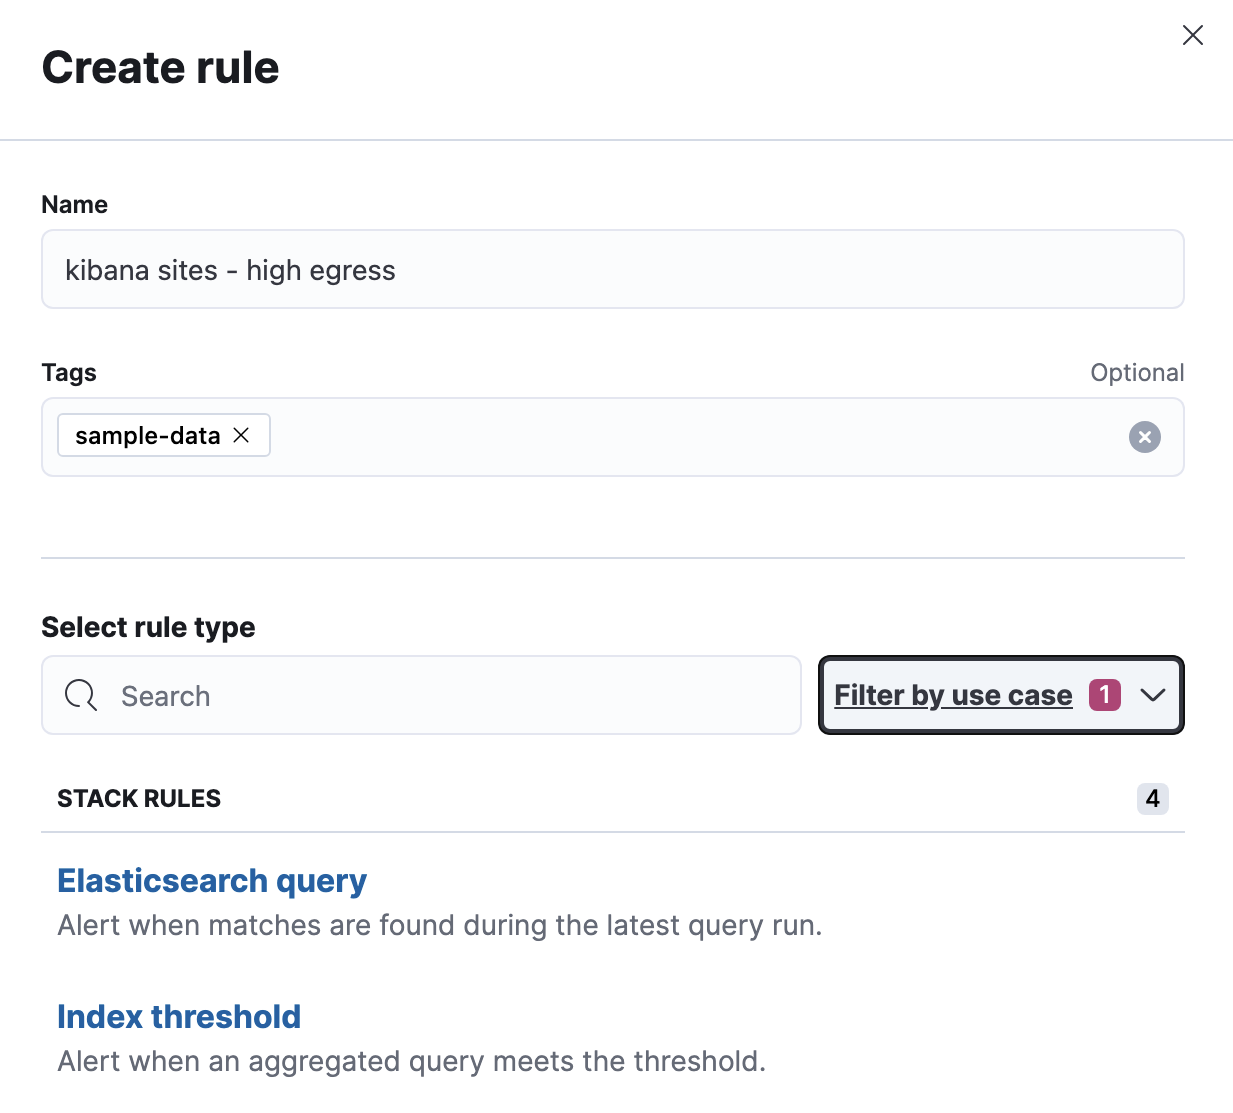 Create rule
Name
kibana sites - high egress
Tags
Optional
sample-data
Select rule type
Search
Filter by use case 1
STACK RULES
4
Elasticsearch query
Alert when matches are found during the latest query run.
Index threshold
Alert when an aggregated query meets the threshold.